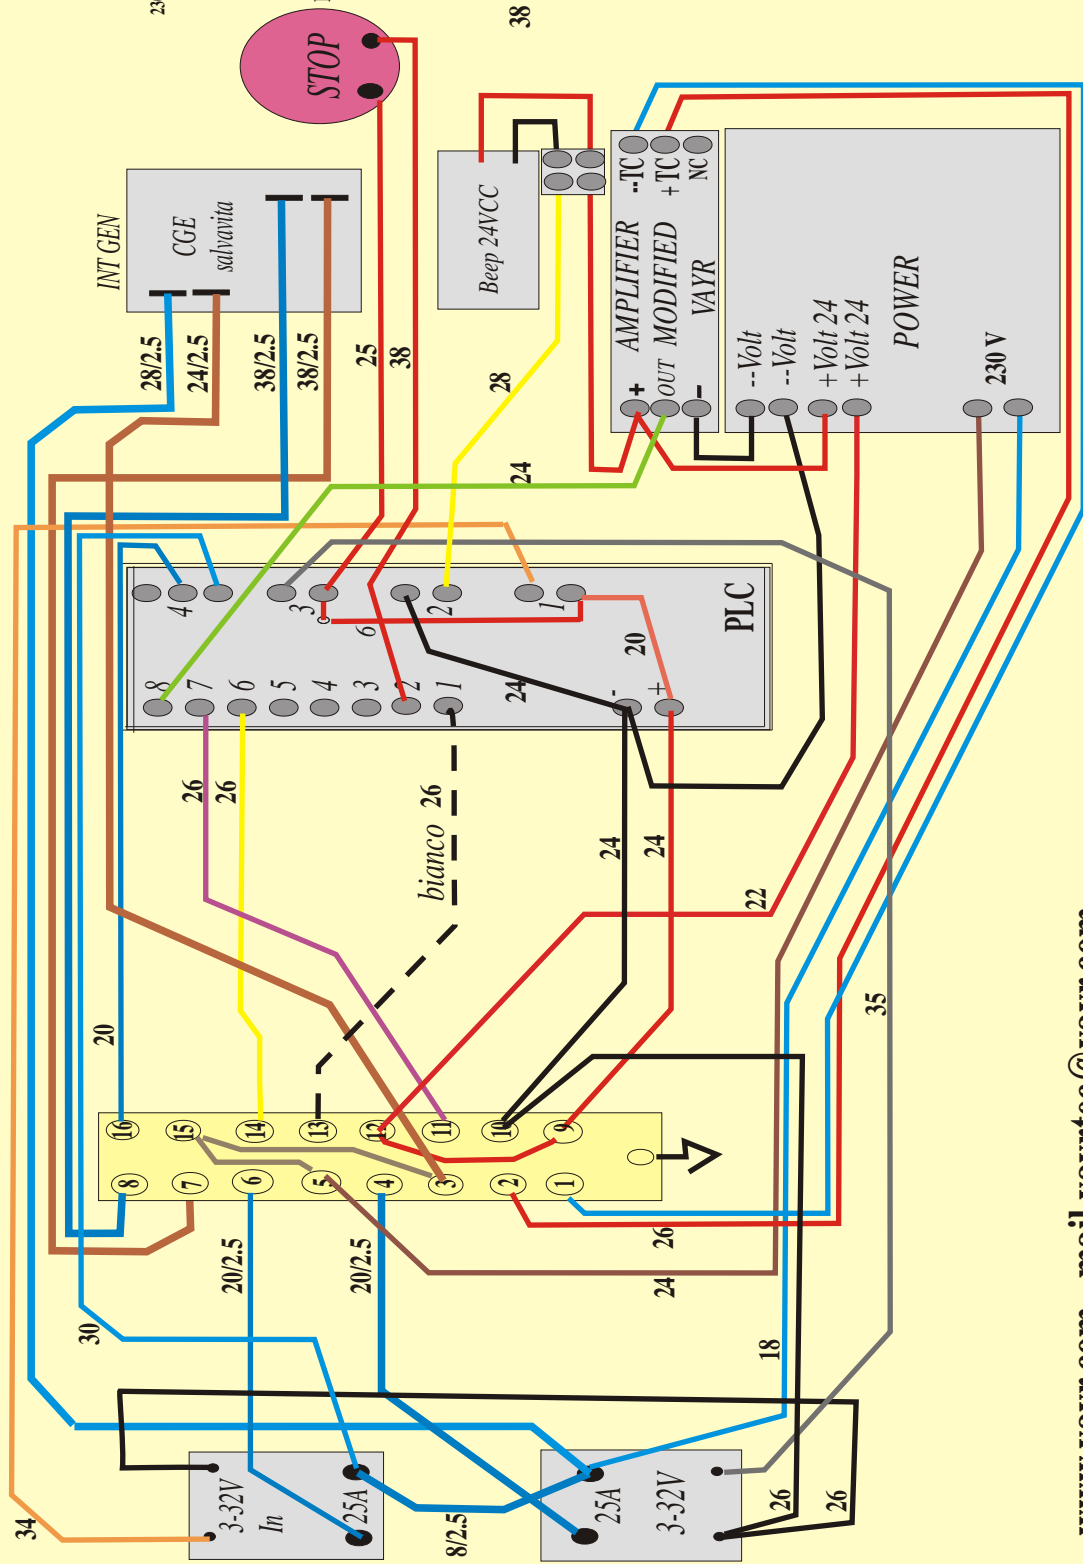 34
3-32V
In
25A
8/2.5
25A
3-32V
26
26
30
20/2.5
20/2.5
18
24
26
35
8
7
6
5
4
3
2
1
16
15
14
13
12
11
10
9
20
26
26
bianco 26
24
24
22
8
7
6
5
4
3
2
1
-
+
24
20
6
4
3
2
1
PLC
28/2.5
24/2.5
38/2.5
38/2.5
25
38
28
24
INT GEN
CGE
salvavita
STOP
Beep 24VCC
38
+
OUT
-
AMPLIFIER
MODIFIED
VAYR
--TC
+TC
NC
--Volt
--Volt
+Volt 24
+Volt 24
POWER
230 V